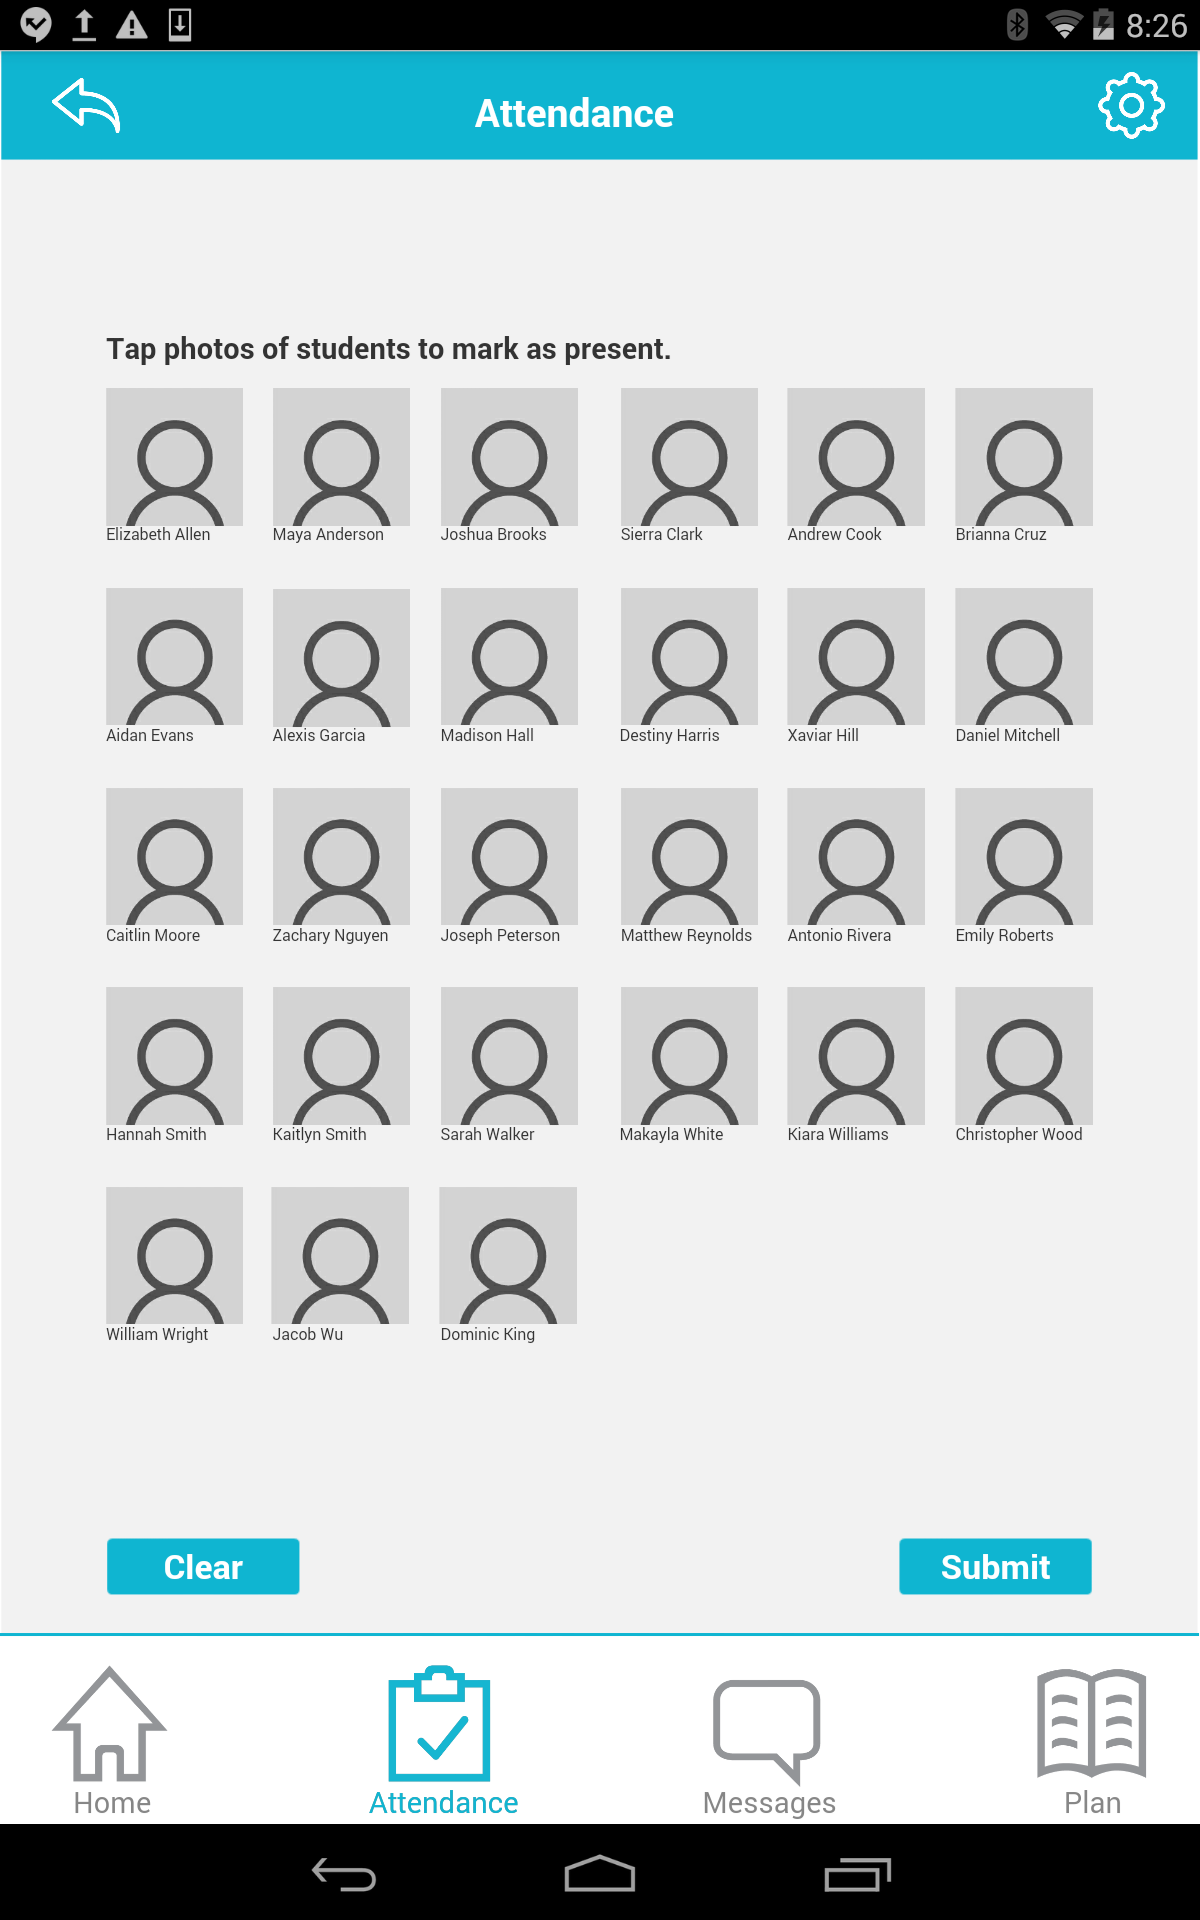 8:26
Attendance
Tap photos of students to mark as present.
Elizabeth Allen Maya Anderson Joshua Brooks Sierra Clark Andrew Cook Brianna Cruz
Aidan Evans Alexis Garcia Madison Hall Destiny Harris Xaviar Hill Daniel Mitchell
Caitlin Moore Zachary Nguyen Joseph Peterson Matthew Reynolds Antonio Rivera Emily Roberts
Hannah Smith Kaitlyn Smith Sarah Walker Makayla White Kiara Williams Christopher Wood
William Wright Jacob Wu Dominic King
Clear Submit
Home Attendance Messages Plan